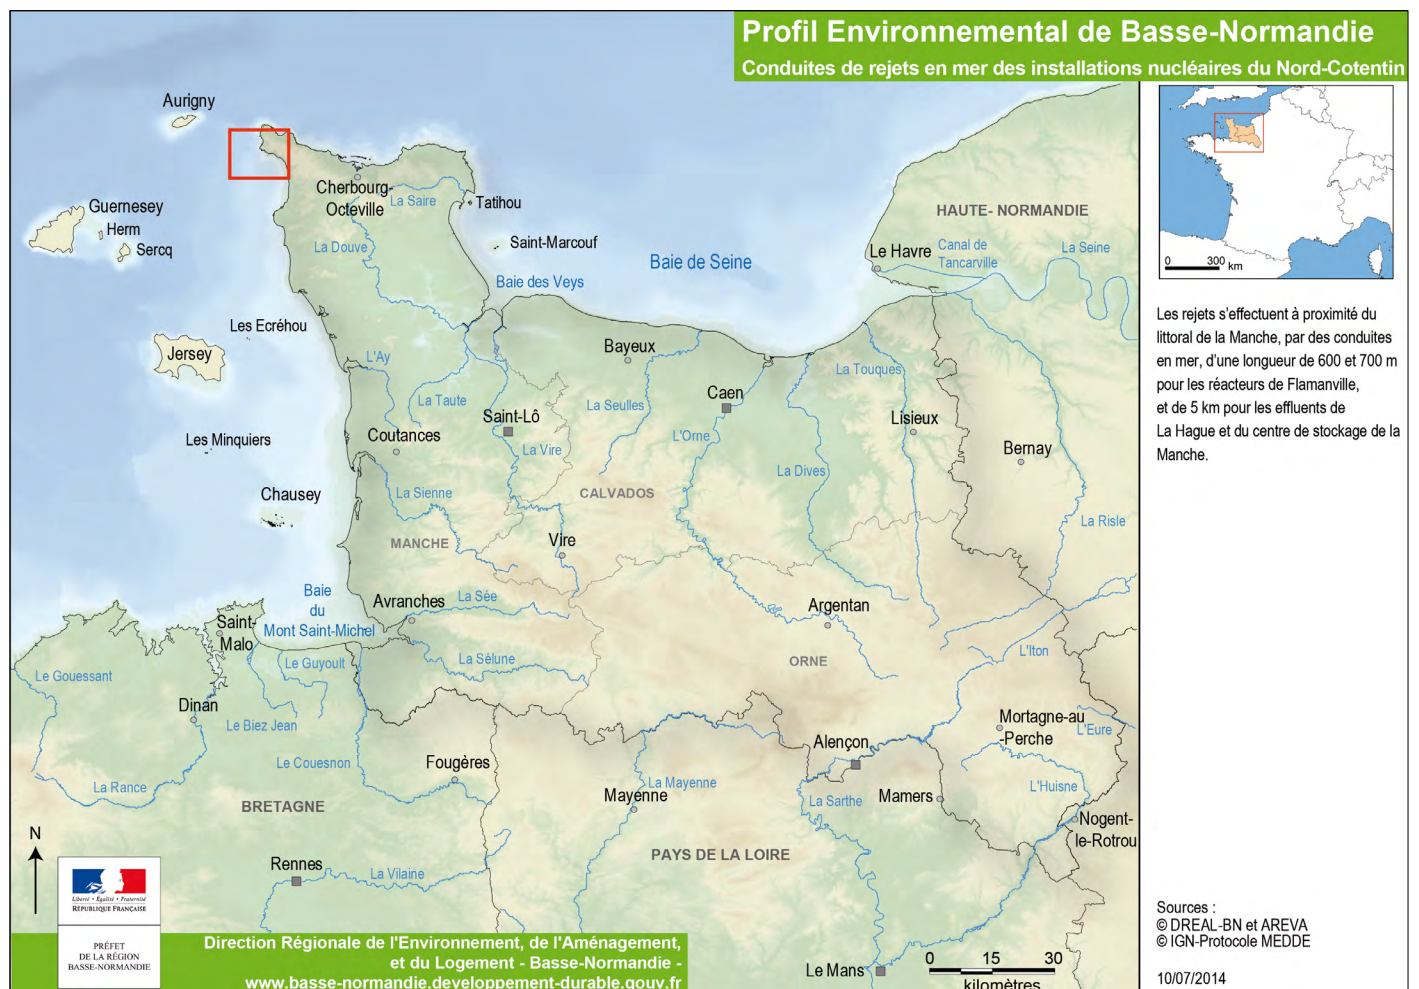 Profil Environnemental de Basse-Normandie
Conduites de rejets en mer des installations nucléaires du Nord-Cotentin
Aurigny
Cherbourg-
Octeville
La Saire
Tatihou
Guernesey
Herm
Sercq
La Douve
Saint-Marcouf
Baie des Veys
Baie de Seine
HAUTE- NORMANDIE
Le Havre
Canal de
Tancarville
La Seine
0 300 km
Les Ecréhou
Jersey
L'Ay
La Taute
Bayeux
La Touques
Caen
Saint-Lô
La Seulles
Lisieux
Les Minquiers
Coutances
La Vire
L'Orne
La Dives
Bernay
Chausey
La Sienne
CALVADOS
La Risle
MANCHE
Vire
Baie
du
Mont Saint-Michel
Avranches
La Sée
Argentan
Saint-
Malo
Le Guyoult
La Sélune
ORNE
L'Iton
Le Gouessant
Dinan
Le Biez Jean
Mortagne-au
-Perche
L'Eure
Alençon
Le Couesnon
Fougères
La Rance
La Mayenne
Mayenne
La Sarthe
Mamers
L'Huisne
BRETAGNE
Nogent-
le-Rotrou
PAYS DE LA LOIRE
Rennes
La Vilaine
Le Mans
0 15 30
kilomètres
N
Liberté • Égalité • Fraternité
RÉPUBLIQUE FRANÇAISE
PRÉFET
DE LA RÉGION
BASSE-NORMANDIE
Direction Régionale de l'Environnement, de l'Aménagement,
et du Logement - Basse-Normandie -
www.basse-normandie.developpement-durable.gouv.fr
Les rejets s'effectuent à proximité du
littoral de la Manche, par des conduites
en mer, d'une longueur de 600 et 700 m
pour les réacteurs de Flamanville,
et de 5 km pour les effluents de
La Hague et du centre de stockage de la
Manche.
Sources :
© DREAL-BN et AREVA
© IGN-Protocole MEDDE
10/07/2014